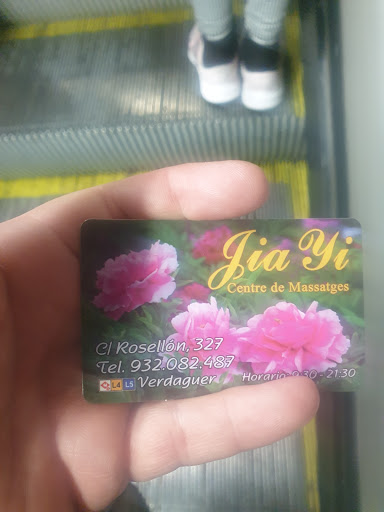 Jia Yi
Centre de Massatges
C/ Rosellón, 327
Tel. 932.082.487
L4 L5 Verdaguer
Horario 9:30 - 21:30